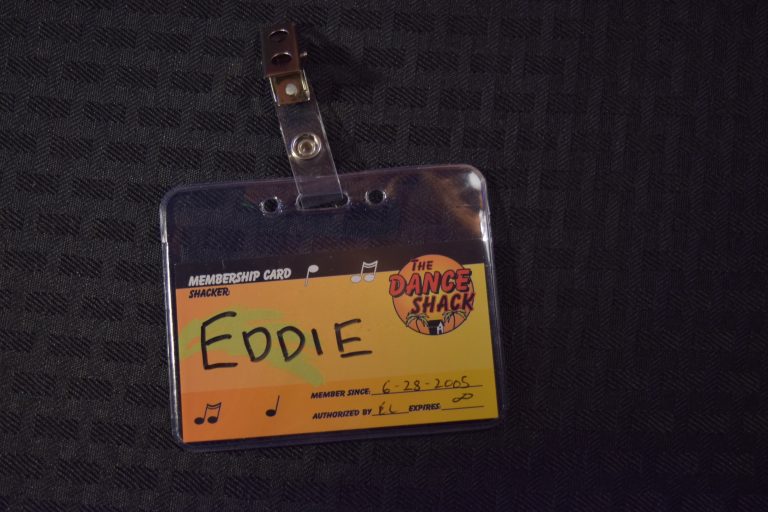 MEMBERSHIP CARD
SHACKER
THE
DANCE
SHACK
EDDIE
MEMBER SINCE: 6-28-2005
AUTHORIZED BY EL EXPIRES: ∞